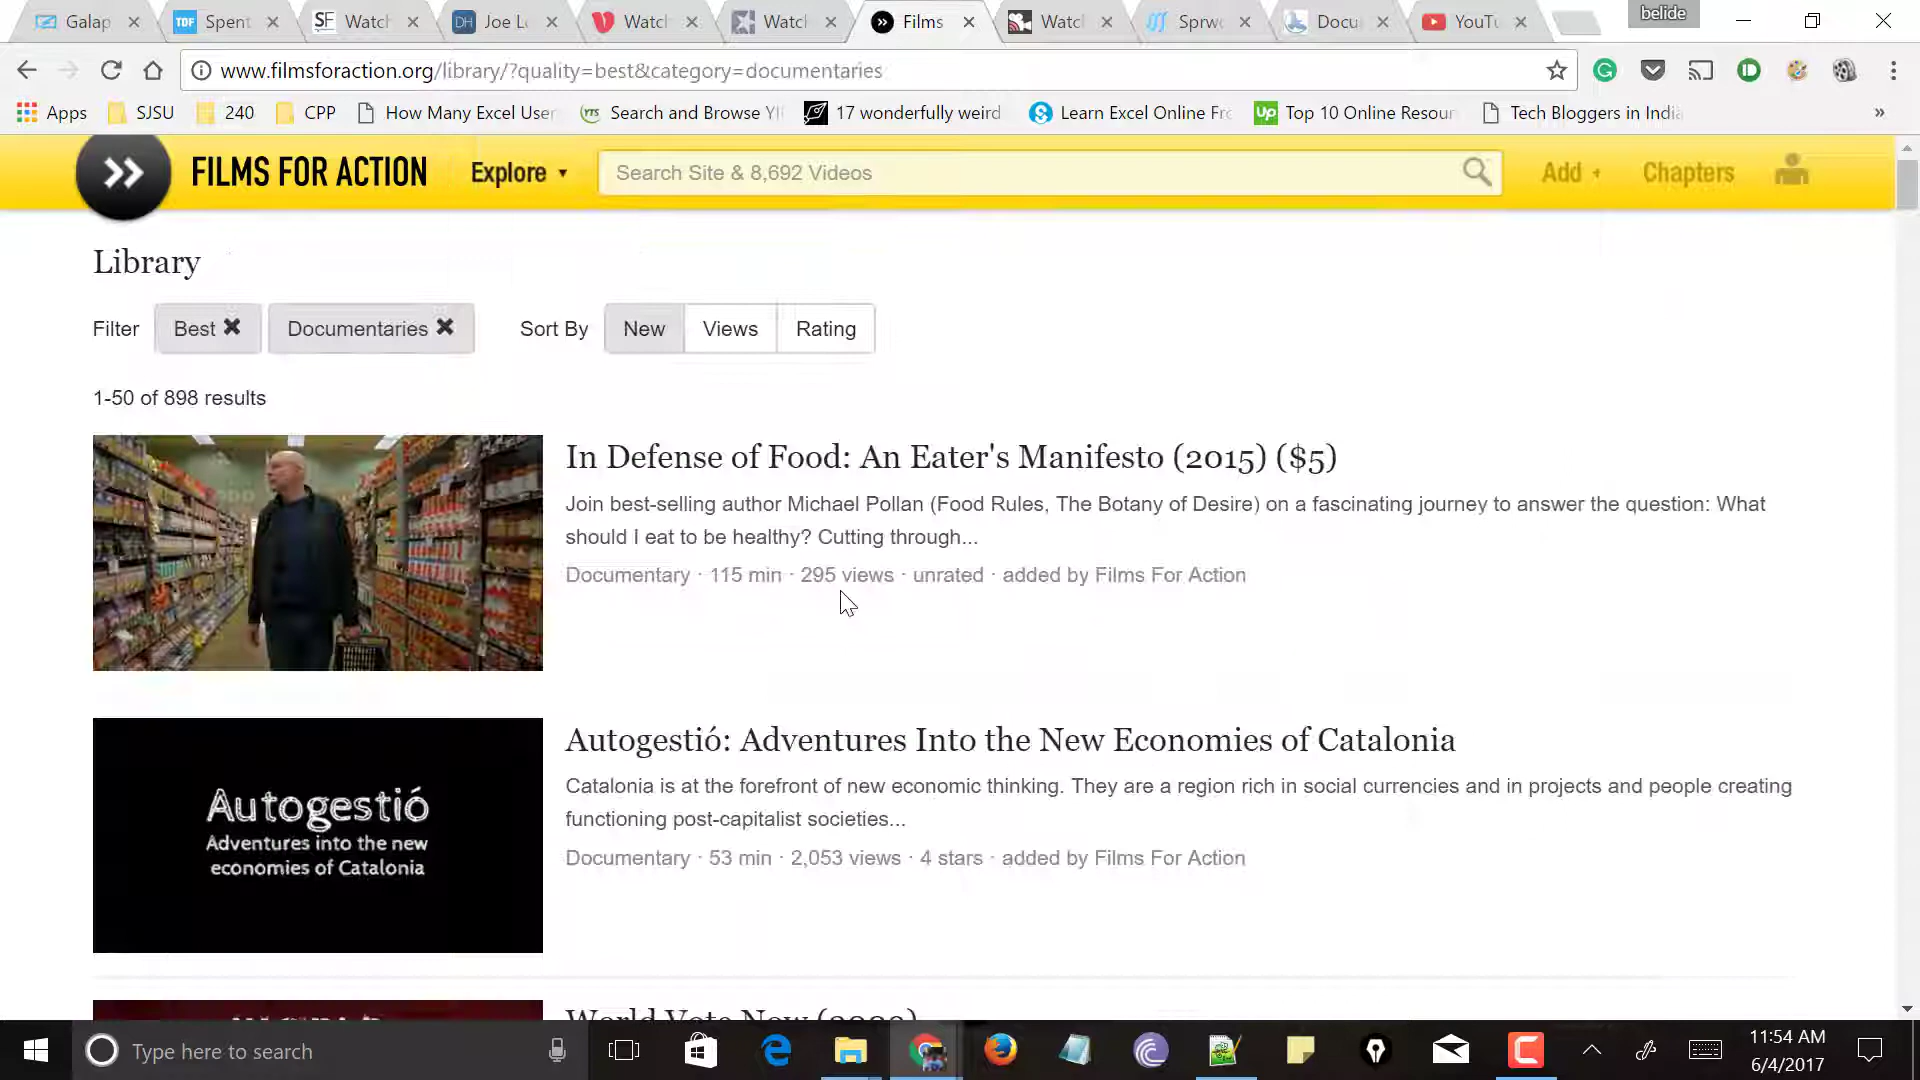 Galap
TDF Spent
SF Watch
DH Joe Lo
Watch
Watch
Films
Watch
Sprwo
Docu
YouTu
belide
www.filmsforaction.org/library/?quality=best&category=documentaries
Apps SJSU 240 CPP How Many Excel User YTS Search and Browse YI 17 wonderfully weird Learn Excel Online Fro Up Top 10 Online Resour Tech Bloggers in India »
FILMS FOR ACTION Explore Search Site & 8,692 Videos Add + Chapters
Library
Filter Best Documentaries Sort By New Views Rating
1-50 of 898 results
In Defense of Food: An Eater's Manifesto (2015) ($5)
Join best-selling author Michael Pollan (Food Rules, The Botany of Desire) on a fascinating journey to answer the question: What
should I eat to be healthy? Cutting through...
Documentary · 115 min · 295 views · unrated · added by Films For Action
Autogestió
Adventures into the new
economies of Catalonia
Autogestió: Adventures Into the New Economies of Catalonia
Catalonia is at the forefront of new economic thinking. They are a region rich in social currencies and in projects and people creating
functioning post-capitalist societies...
Documentary · 53 min · 2,053 views · 4 stars · added by Films For Action
World Vote Now
Type here to search
11:54 AM
6/4/2017